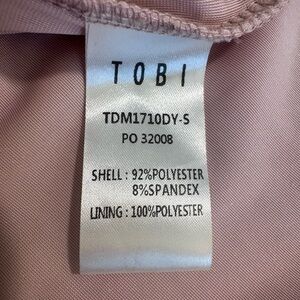 TOBI
TDM1710DY-S
PO 32008
SHELL : 92%POLYESTER
8%SPANDEX
LINING : 100%POLYESTER